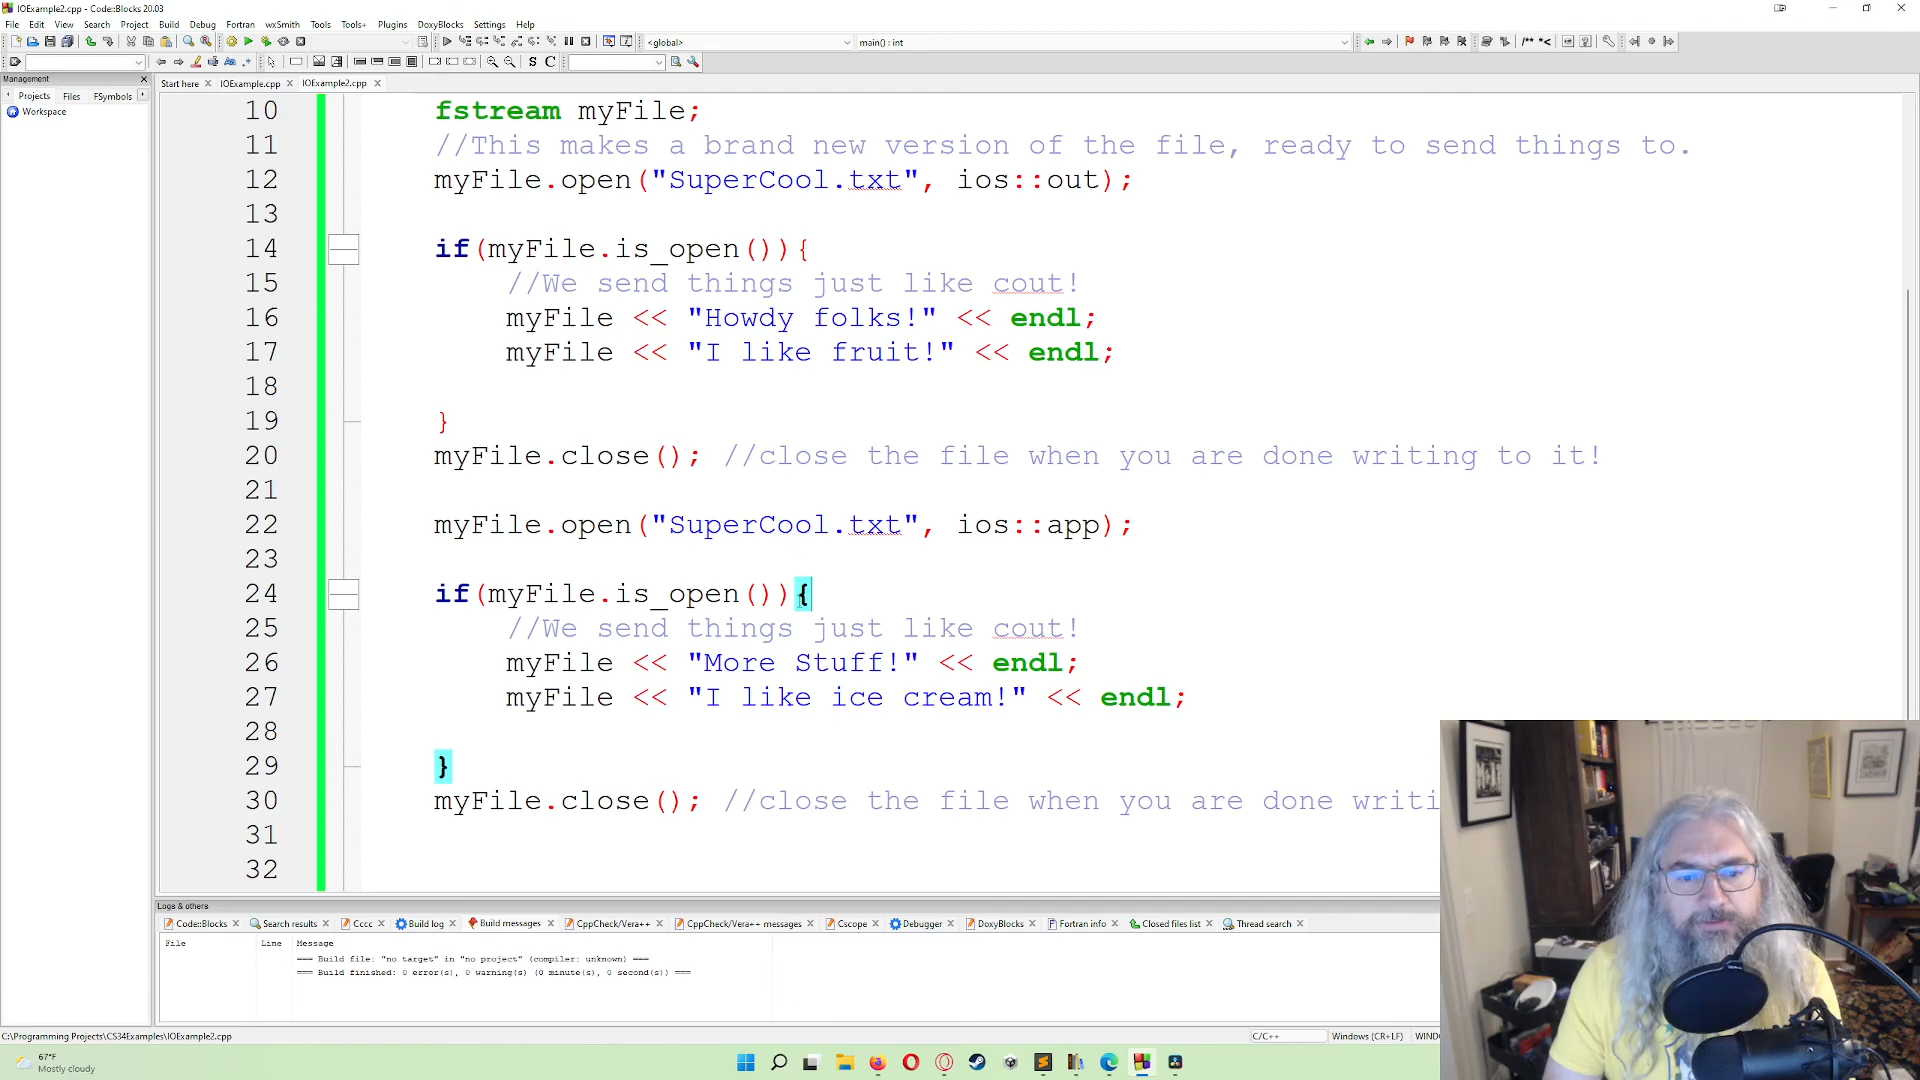 IOExample2.cpp - Code::Blocks 20.03
File Edit View Search Project Build Debug Fortran wxSmith Tools Tools+ Plugins DoxyBlocks Settings Help
<global> main() : int
S C
Management
Start here IOExample.cpp IOExample2.cpp
Projects Files FSymbols
Workspace
10 fstream myFile;
11 //This makes a brand new version of the file, ready to send things to.
12 myFile.open("SuperCool.txt", ios::out);
13
14 if(myFile.is_open()){
15 //We send things just like cout!
16 myFile << "Howdy folks!" << endl;
17 myFile << "I like fruit!" << endl;
18
19 }
20 myFile.close(); //close the file when you are done writing to it!
21
22 myFile.open("SuperCool.txt", ios::app);
23
24 if(myFile.is_open()){
25 //We send things just like cout!
26 myFile << "More Stuff!" << endl;
27 myFile << "I like ice cream!" << endl;
28
29 }
30 myFile.close(); //close the file when you are done writi
31
32
Logs & others
Code::Blocks Search results Cccc Build log Build messages CppCheck/Vera++ CppCheck/Vera++ messages Cscope Debugger DoxyBlocks Fortran info Closed files list Thread search
File Line Message
=== Build file: "no target" in "no project" (compiler: unknown) ===
=== Build finished: 0 error(s), 0 warning(s) (0 minute(s), 0 second(s)) ===
C:\Programming Projects\CS34Examples\IOExample2.cpp C/C++ Windows (CR+LF) WIND
67°F
Mostly cloudy